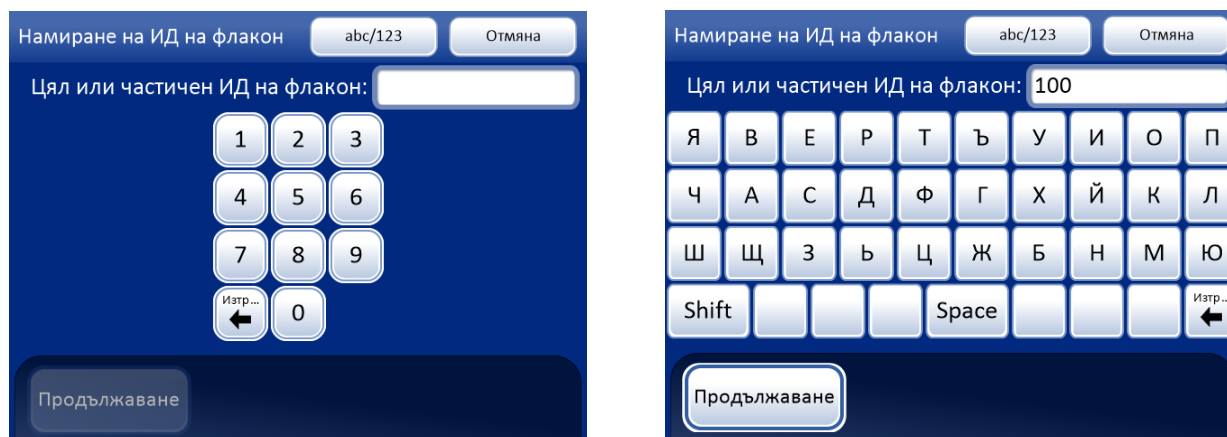 Намиране на ИД на флакон abc/123 Отмяна
Цял или частичен ИД на флакон:
1 2 3
4 5 6
7 8 9
Изтр...
0
Продължаване
Намиране на ИД на флакон abc/123 Отмяна
Цял или частичен ИД на флакон: 100
Я В Е Р Т Ъ У И О П
Ч А С Д Ф Г Х Й К Л
Ш Щ З Ь Ц Ж Б Н М Ю
Shift Space Изтр...
Продължаване